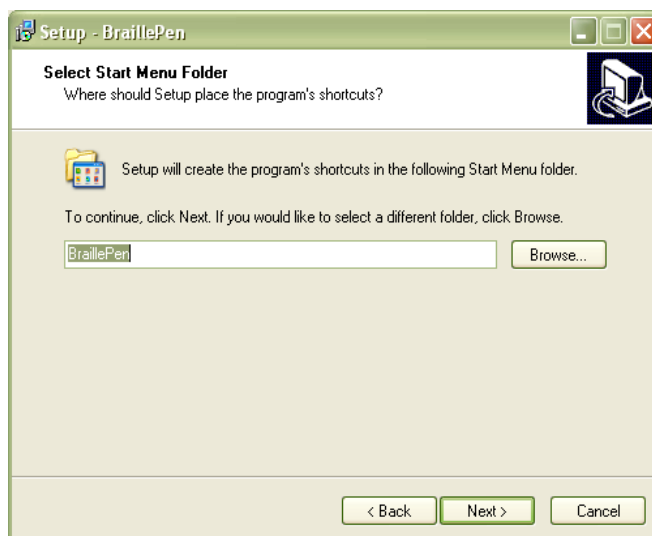 Setup - BraillePen
Select Start Menu Folder
Where should Setup place the program's shortcuts?
Setup will create the program's shortcuts in the following Start Menu folder.
To continue, click Next. If you would like to select a different folder, click Browse.
BraillePen
Browse...
< Back
Next >
Cancel